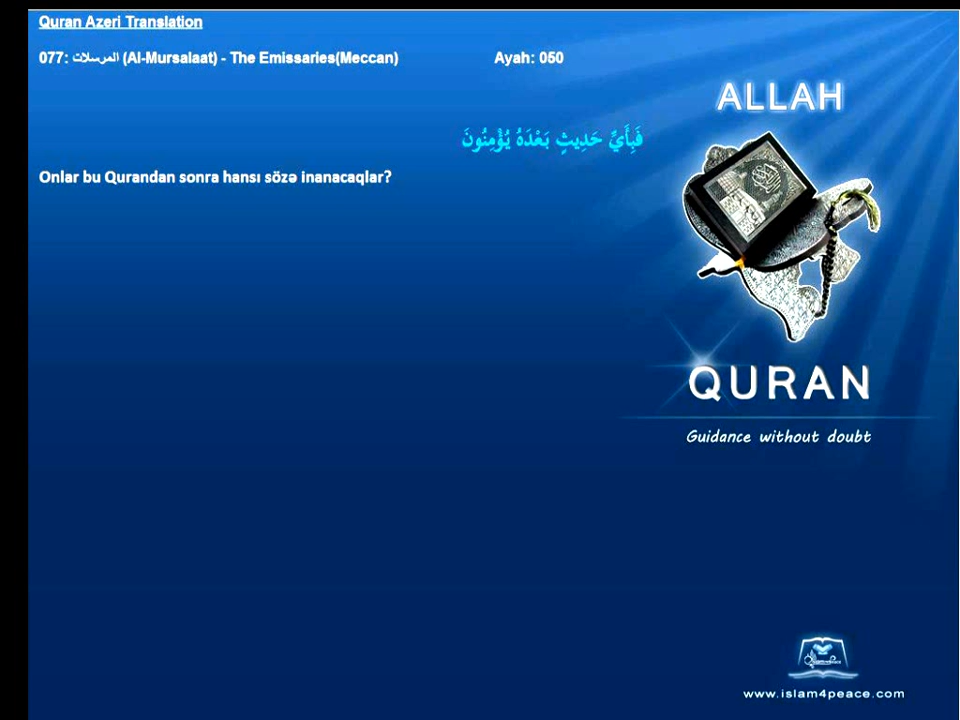 Quran Azeri Translation
077: المرسلات (Al-Mursalaat) - The Emissaries(Meccan) Ayah: 050
ALLAH
فَبِأَيِّ حَدِيثٍ بَعْدَهُ يُؤْمِنُونَ
Onlar bu Qurandan sonra hansı sözə inanacaqlar?
QURAN
Guidance without doubt
www.islam4peace.com